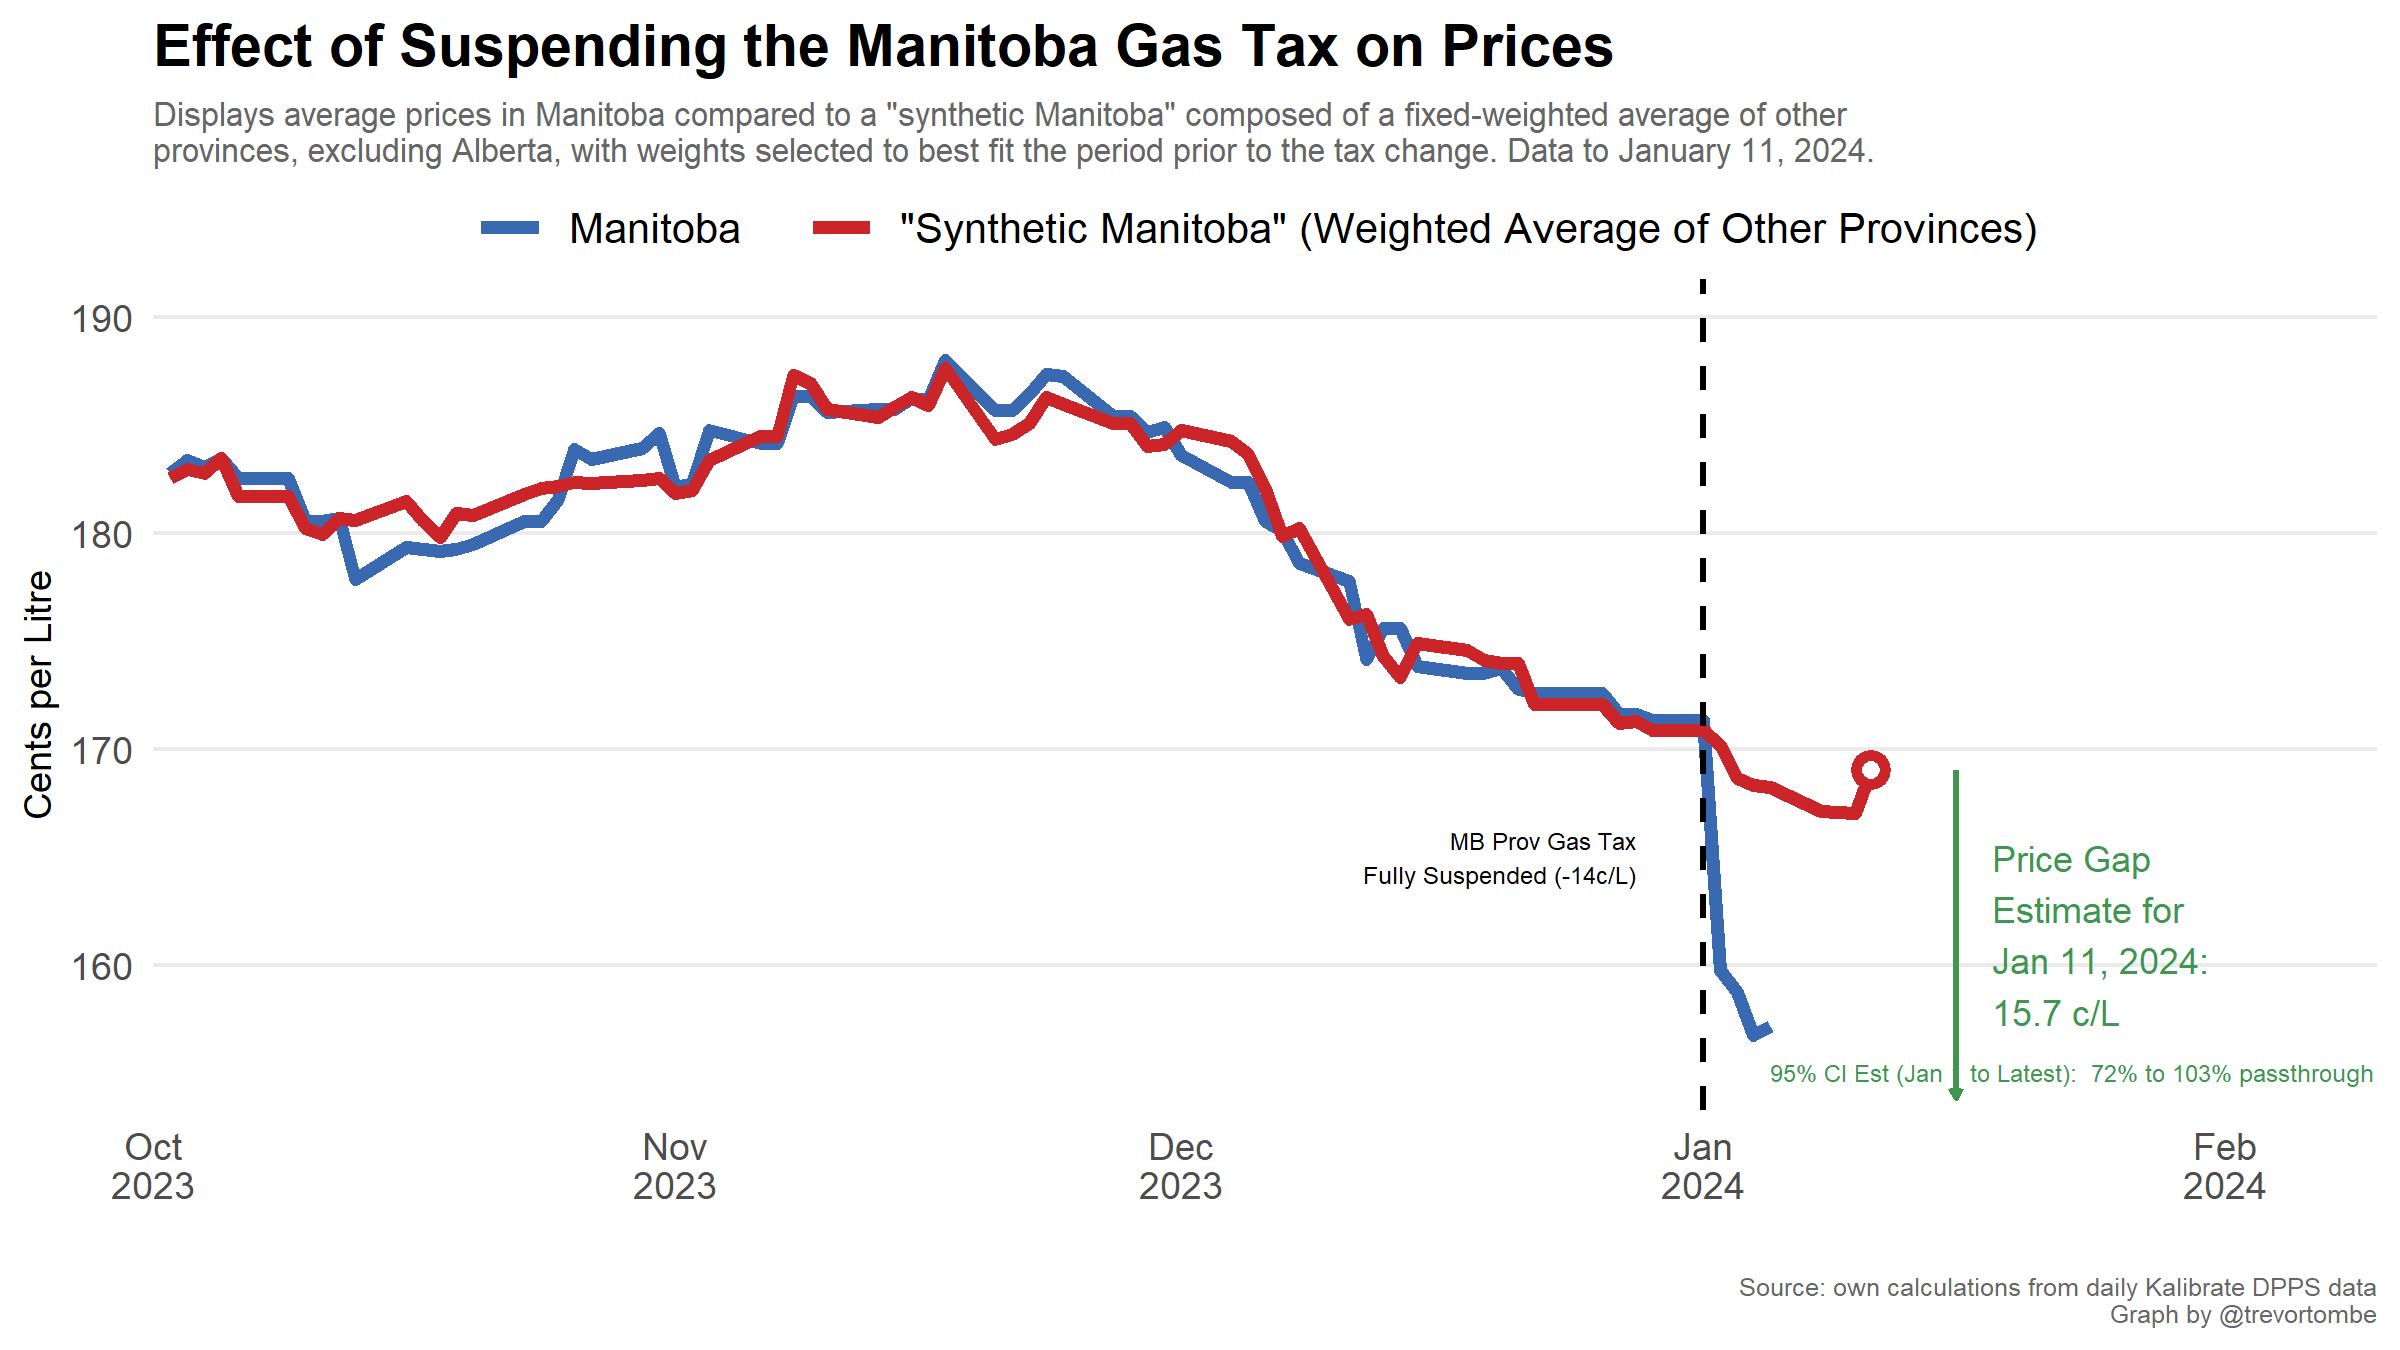 Effect of Suspending the Manitoba Gas Tax on Prices
Displays average prices in Manitoba compared to a "synthetic Manitoba" composed of a fixed-weighted average of other
provinces, excluding Alberta, with weights selected to best fit the period prior to the tax change. Data to January 11, 2024.
Manitoba
"Synthetic Manitoba" (Weighted Average of Other Provinces)
190
180
170
160
Cents per Litre
MB Prov Gas Tax
Fully Suspended (-14c/L)
Price Gap
Estimate for
Jan 11, 2024:
15.7 c/L
95% CI Est (Jan 1 to Latest): 72% to 103% passthrough
Oct
2023
Nov
2023
Dec
2023
Jan
2024
Feb
2024
Source: own calculations from daily Kalibrate DPPS data
Graph by @trevortombe